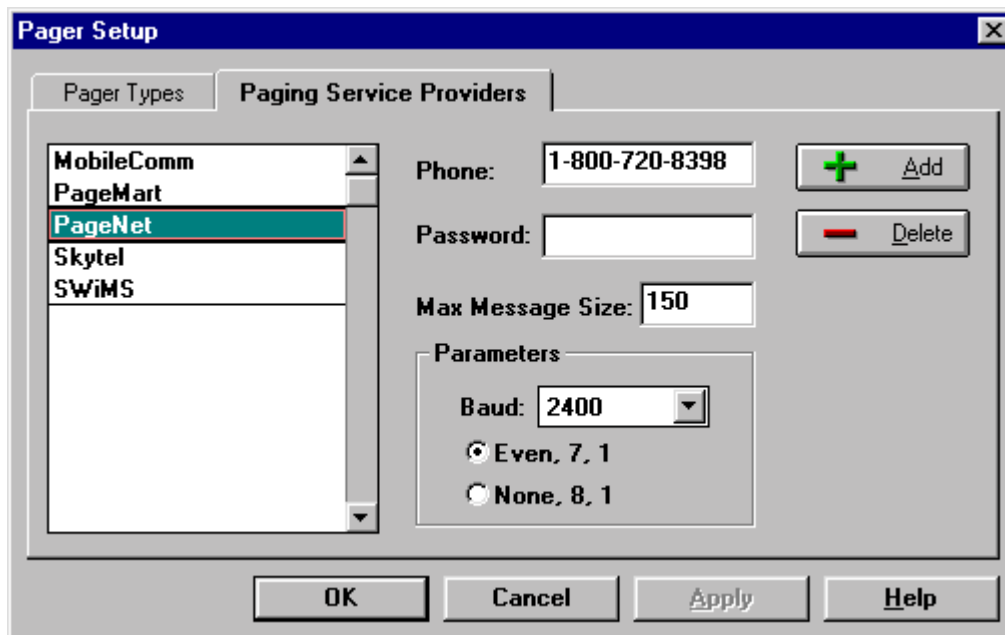 Pager Setup
Pager Types
Paging Service Providers
MobileComm
PageMart
PageNet
Skytel
SWiMS
Phone: 1-800-720-8398
Password:
Max Message Size: 150
Parameters
Baud: 2400
Even, 7, 1
None, 8, 1
Add
Delete
OK
Cancel
Apply
Help